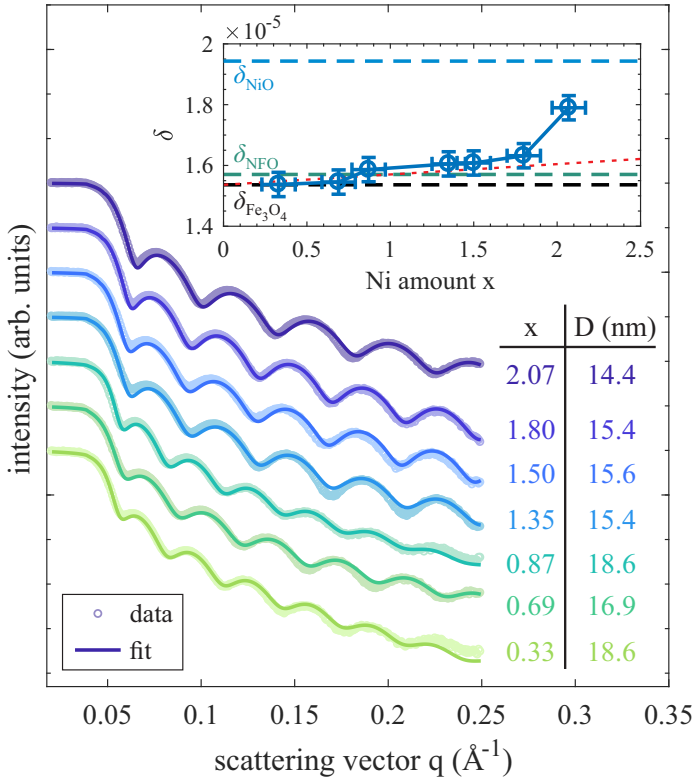 ×10⁻⁵
2
1.8
1.6
1.4
δ
δNiO
δNFO
δFe₃O₄
0 0.5 1 1.5 2 2.5
Ni amount x
intensity (arb. units)
x D (nm)
2.07 14.4
1.80 15.4
1.50 15.6
1.35 15.4
0.87 18.6
0.69 16.9
0.33 18.6
data
fit
0.05 0.1 0.15 0.2 0.25 0.3 0.35
scattering vector q (Å⁻¹)